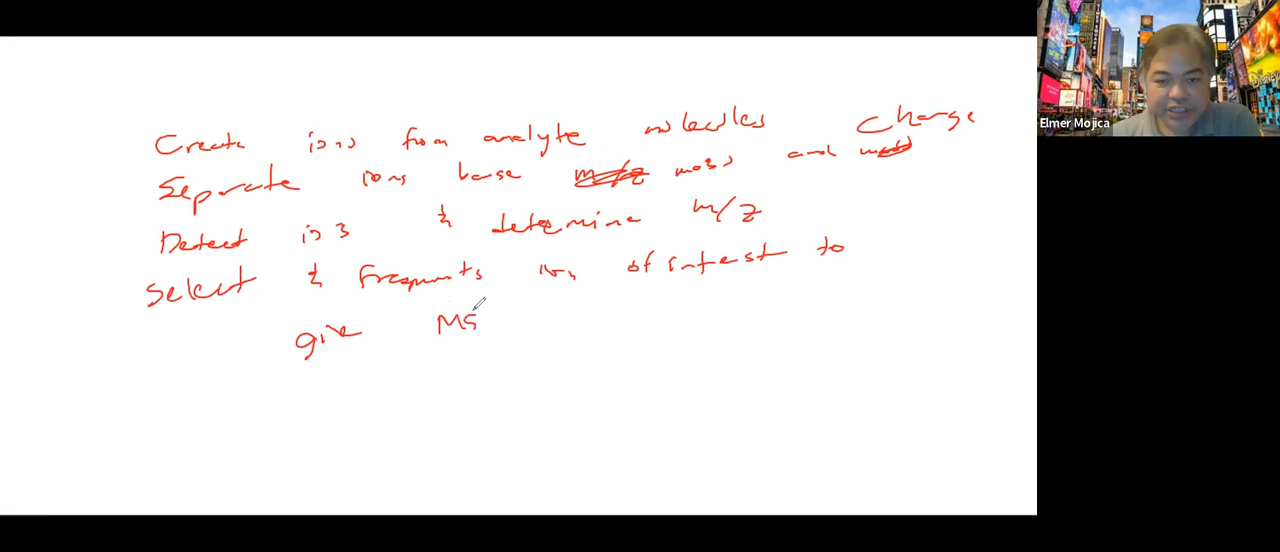 Create ions from analyte molecules
Separate ions base mass and charge
Detect ions & determine m/z
Select & fragments ion of interest to
give MS
Elmer Mojica